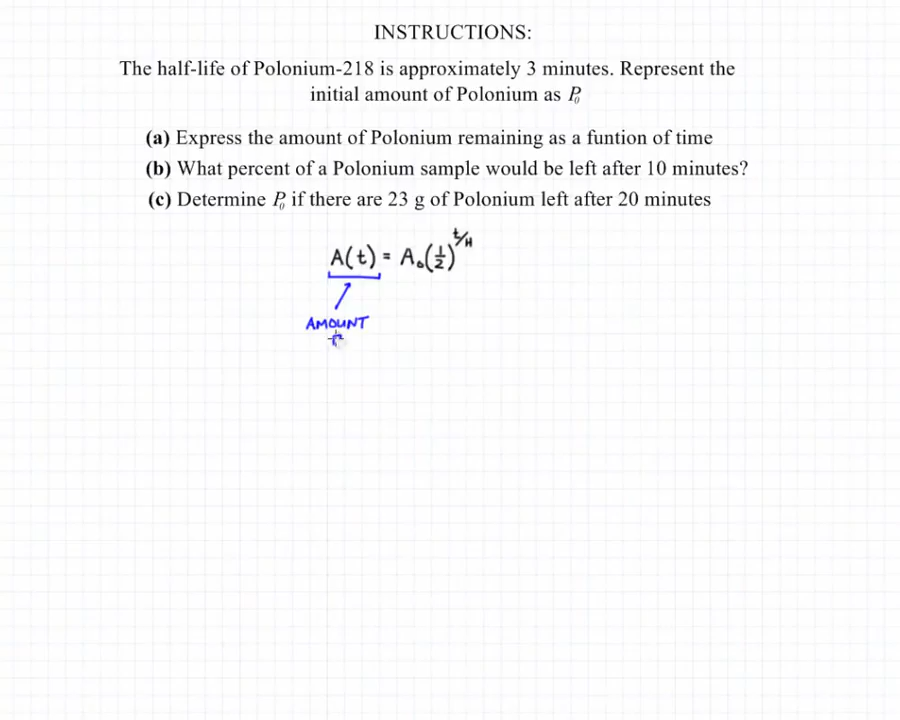 INSTRUCTIONS:
The half-life of Polonium-218 is approximately 3 minutes. Represent the
initial amount of Polonium as P₀
(a) Express the amount of Polonium remaining as a funtion of time
(b) What percent of a Polonium sample would be left after 10 minutes?
(c) Determine P₀ if there are 23 g of Polonium left after 20 minutes
A(t) = A₀(1/2)^(t/H)
AMOUNT